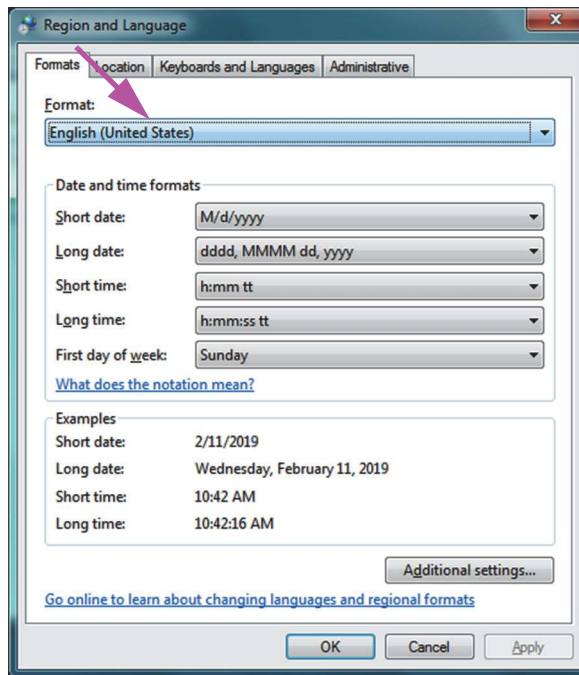 Region and Language
Formats Location Keyboards and Languages Administrative
Format:
English (United States)
Date and time formats
Short date: M/d/yyyy
Long date: dddd, MMMM dd, yyyy
Short time: h:mm tt
Long time: h:mm:ss tt
First day of week: Sunday
What does the notation mean?
Examples
Short date: 2/11/2019
Long date: Wednesday, February 11, 2019
Short time: 10:42 AM
Long time: 10:42:16 AM
Additional settings...
Go online to learn about changing languages and regional formats
OK Cancel Apply